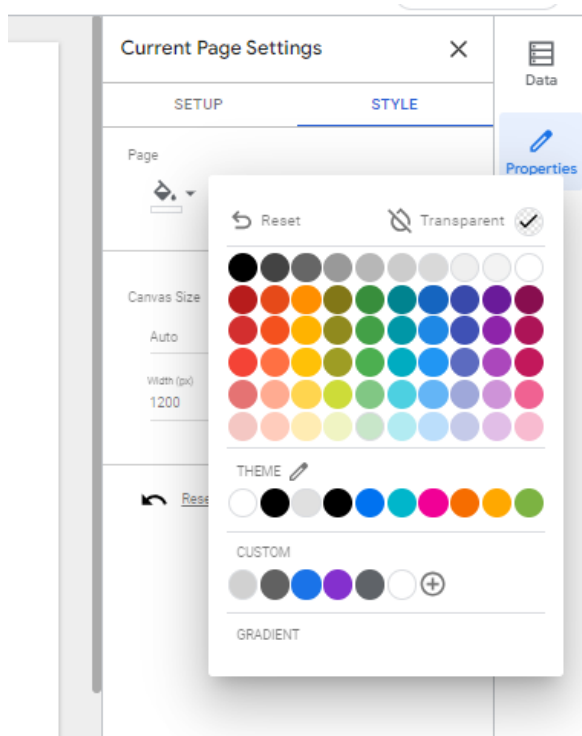 Current Page Settings
Data
SETUP
STYLE
Properties
Page
Reset
Transparent
Canvas Size
Auto
Width (px)
1200
THEME
Rese
CUSTOM
GRADIENT